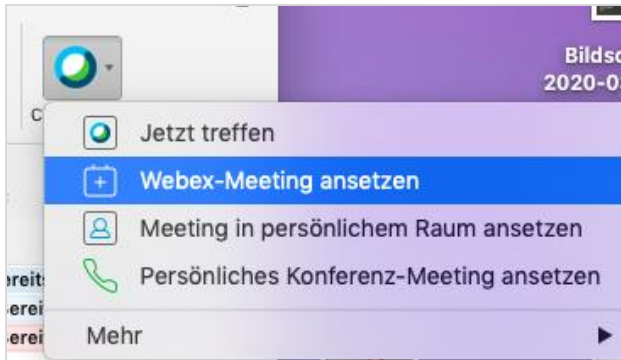 Jetzt treffen
Webex-Meeting ansetzen
Meeting in persönlichem Raum ansetzen
Persönliches Konferenz-Meeting ansetzen
Mehr